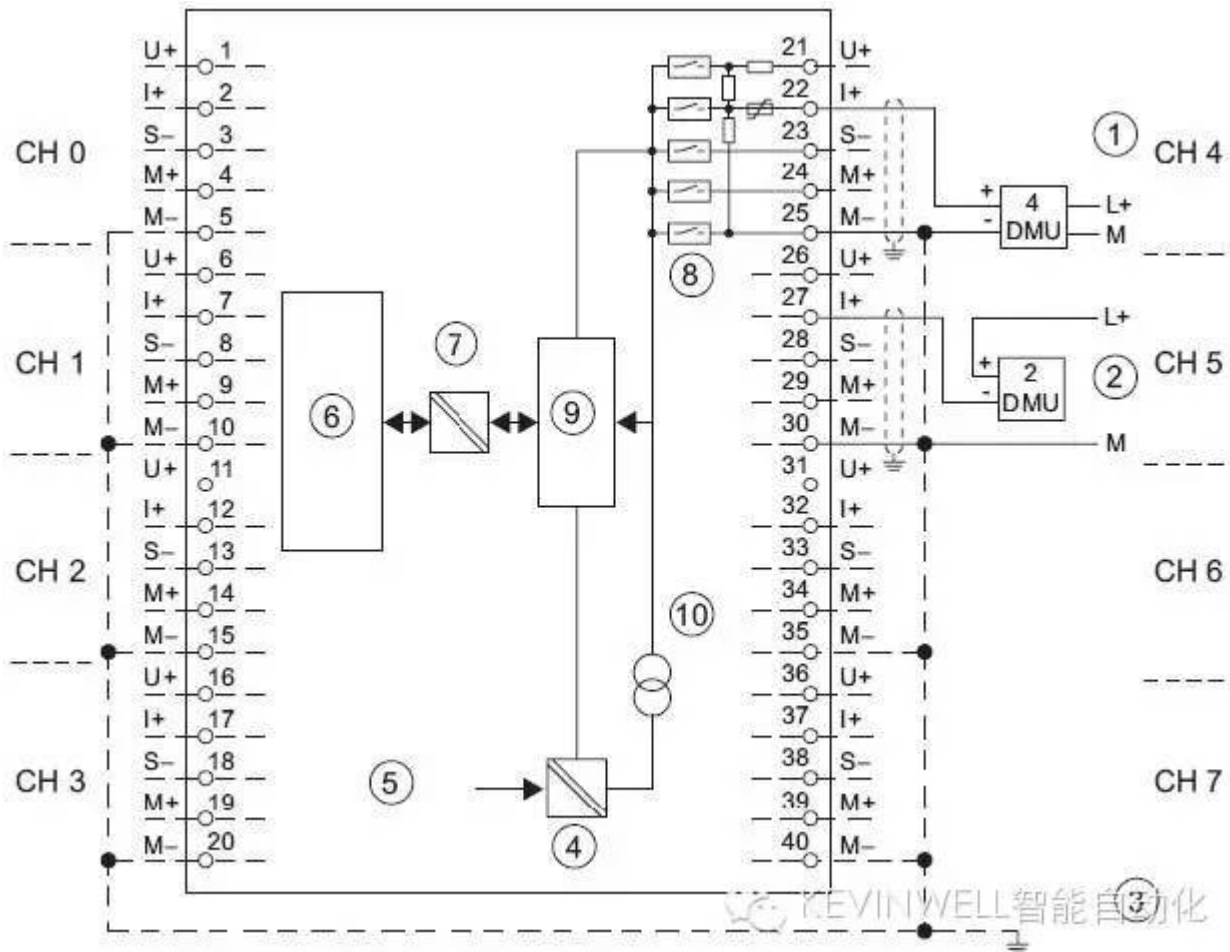 CH 0
U+ 1
I+ 2
S− 3
M+ 4
M− 5
CH 1
U+ 6
I+ 7
S− 8
M+ 9
M− 10
CH 2
U+ 11
I+ 12
S− 13
M+ 14
M− 15
CH 3
U+ 16
I+ 17
S− 18
M+ 19
M− 20
6
7
9
8
10
5
4
21 U+
22 I+
23 S−
24 M+
25 M−
+
-
4
DMU
L+
M
1
CH 4
26 U+
27 I+
28 S−
29 M+
30 M−
+
-
2
DMU
L+
M
2
CH 5
31 U+
32 I+
33 S−
34 M+
35 M−
CH 6
36 U+
37 I+
38 S−
39 M+
40 M−
CH 7
3
KEVINWELL智能自动化